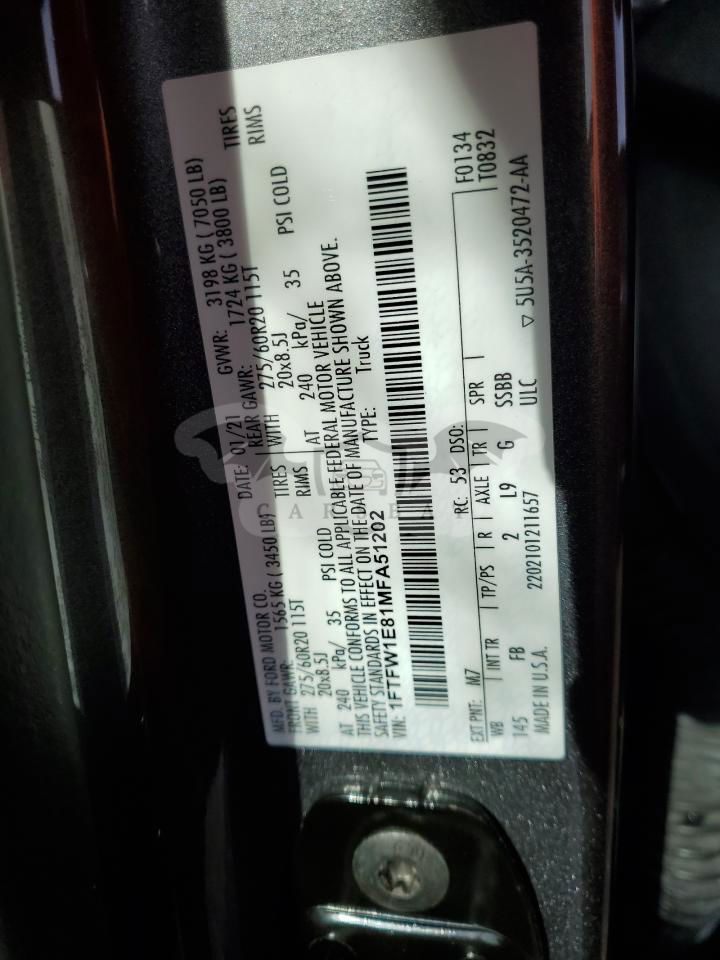 MFD. BY FORD MOTOR CO. DATE: 01/21 GVWR: 3198 KG ( 7050 LB)
FRONT GAWR: 1565 KG ( 3450 LB) REAR GAWR: 1724 KG ( 3800 LB)
WITH 275/60R20 115T TIRES WITH 275/60R20 115T TIRES
20x8.5J RIMS 20x8.5J RIMS
AT 240 kPa/ 35 PSI COLD AT 240 kPa/ 35 PSI COLD
THIS VEHICLE CONFORMS TO ALL APPLICABLE FEDERAL MOTOR VEHICLE
SAFETY STANDARDS IN EFFECT ON THE DATE OF MANUFACTURE SHOWN ABOVE.
VIN: 1FTFW1E81MFA51202 TYPE: Truck
F0134
T0832
EXT PNT: M7 RC: 53 DSO:
WB INT TR TP/PS R AXLE TR SPR
145 FB 2 L9 G SSBB
ULC
MADE IN U.S.A. 2202101211657 ▽ 5U5A-3520472-AA